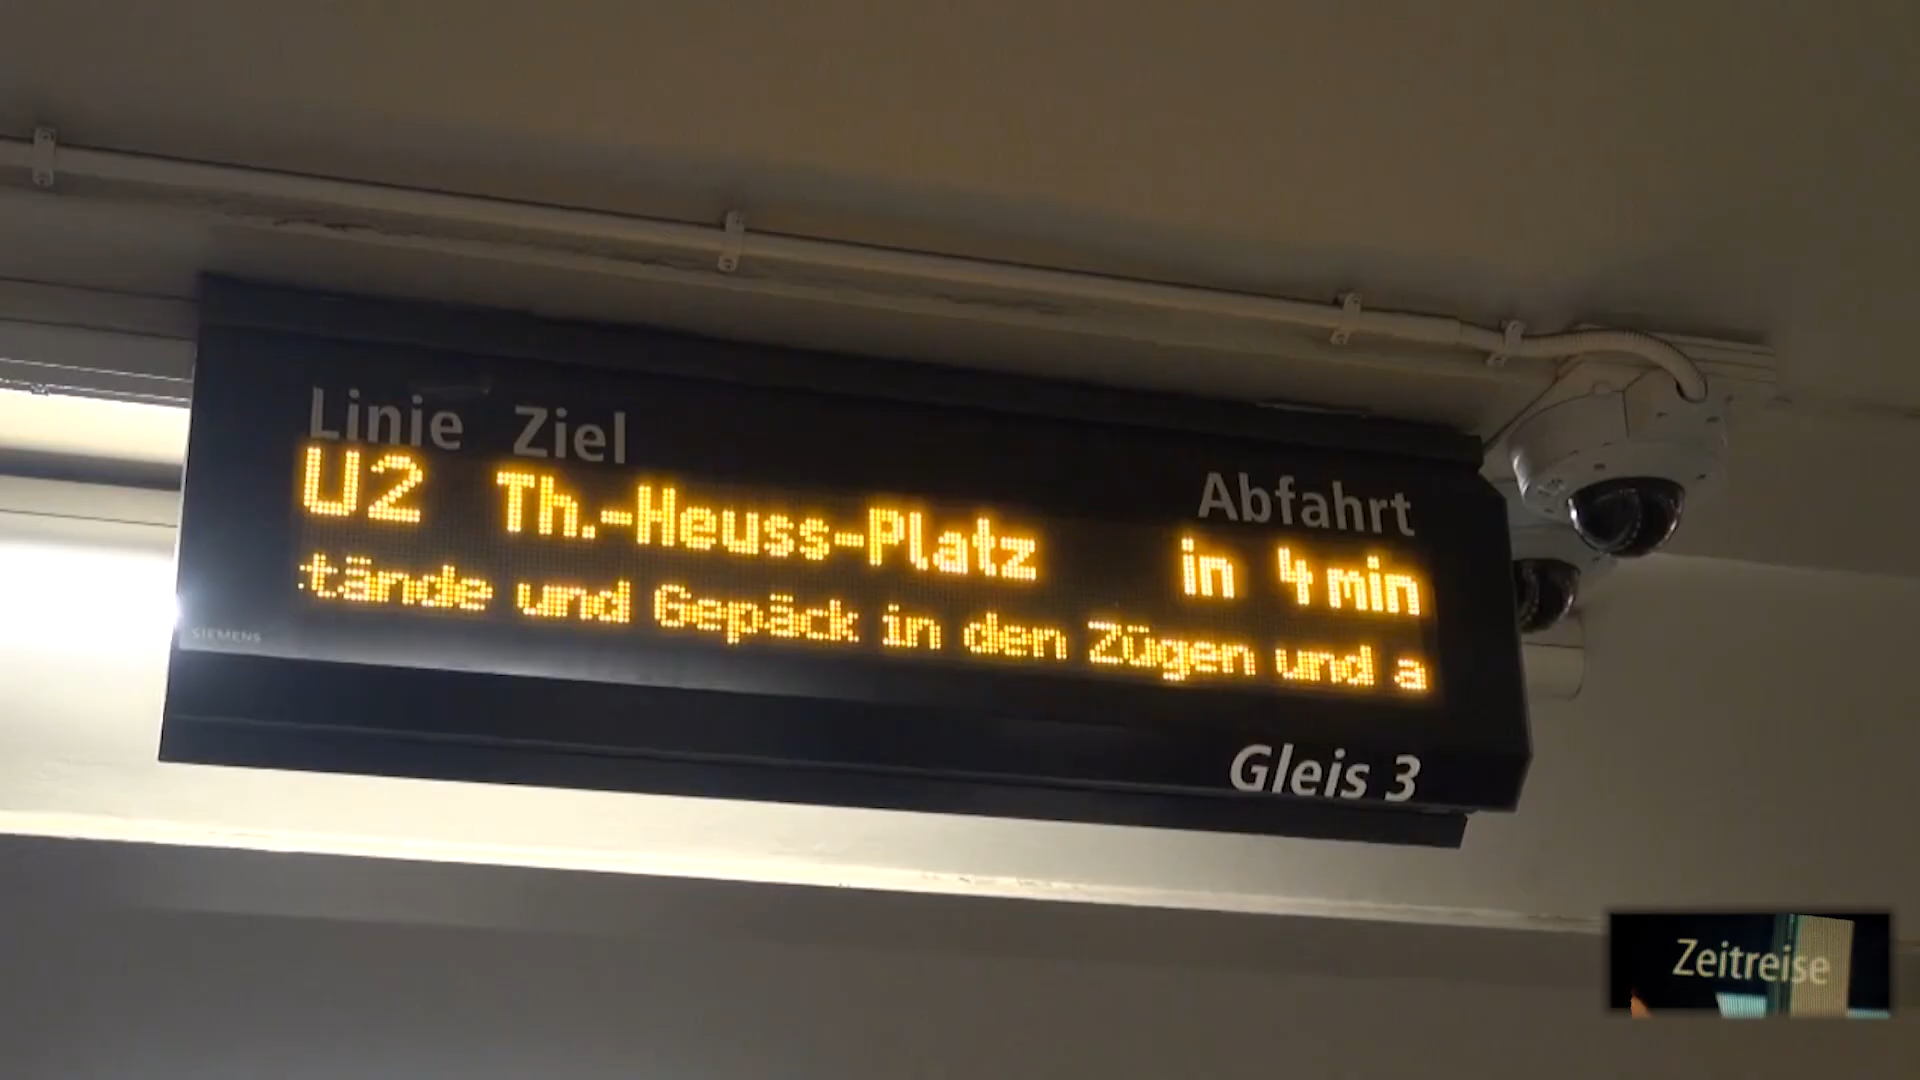 Linie Ziel Abfahrt
U2 Th.-Heuss-Platz in 4 min
tände und Gepäck in den Zügen und a
SIEMENS
Gleis 3
Zeitreise